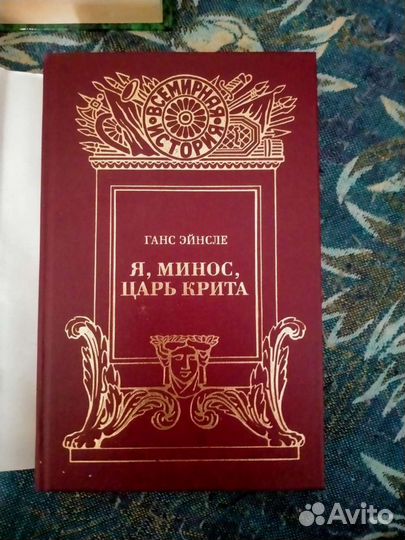 ВСЕМИРНАЯ
ИСТОРИЯ
ГАНС ЭЙНСЛЕ
Я, МИНОС,
ЦАРЬ КРИТА
Avito